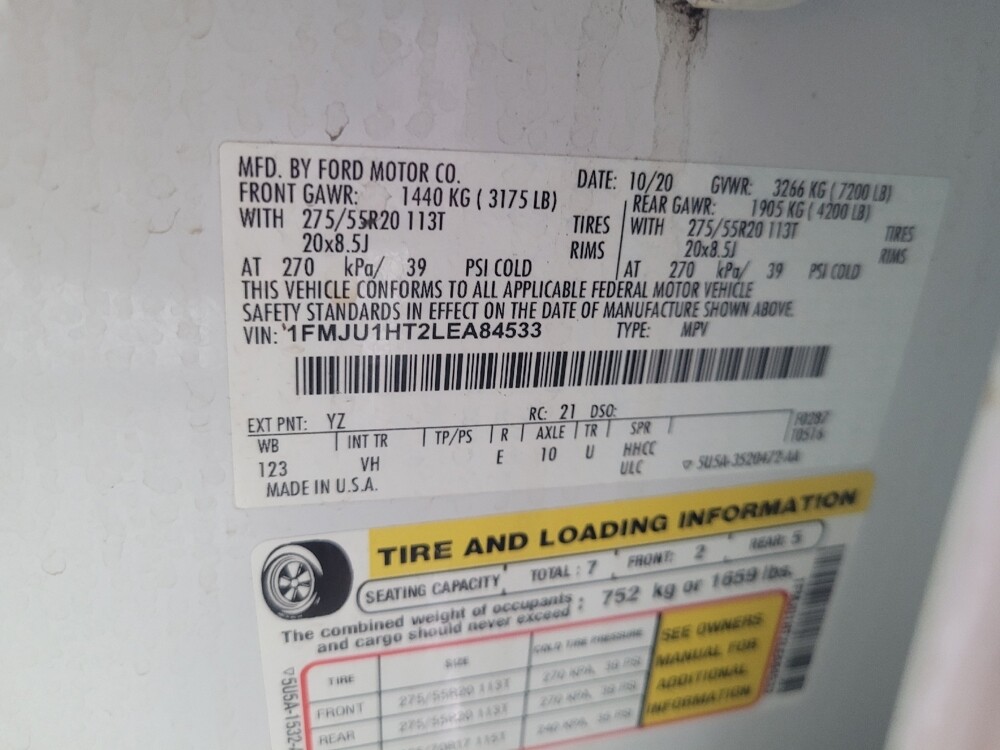 MFD. BY FORD MOTOR CO. DATE: 10/20 GVWR: 3266 KG ( 7200 LB)
FRONT GAWR: 1440 KG ( 3175 LB) REAR GAWR: 1905 KG ( 4200 LB)
WITH 275/55R20 113T TIRES WITH 275/55R20 113T TIRES
20x8.5J RIMS 20x8.5J RIMS
AT 270 kPa/ 39 PSI COLD AT 270 kPa/ 39 PSI COLD
THIS VEHICLE CONFORMS TO ALL APPLICABLE FEDERAL MOTOR VEHICLE
SAFETY STANDARDS IN EFFECT ON THE DATE OF MANUFACTURE SHOWN ABOVE.
VIN: 1FMJU1HT2LEA84533 TYPE: MPV
EXT PNT: YZ RC: 21 DSO:
WB INT TR TP/PS R AXLE TR SPR
123 VH E 10 U HHCC
ULC
MADE IN U.S.A.
TIRE AND LOADING INFORMATION
SEATING CAPACITY TOTAL : 7 FRONT: 2 REAR: 5
The combined weight of occupants : 752 kg or 1659 lbs.
and cargo should never exceed
TIRE SIZE COLD TIRE PRESSURE
FRONT 275/55R20 113T
REAR 275/55R20 113T
SEE OWNERS
MANUAL FOR
ADDITIONAL
INFORMATION